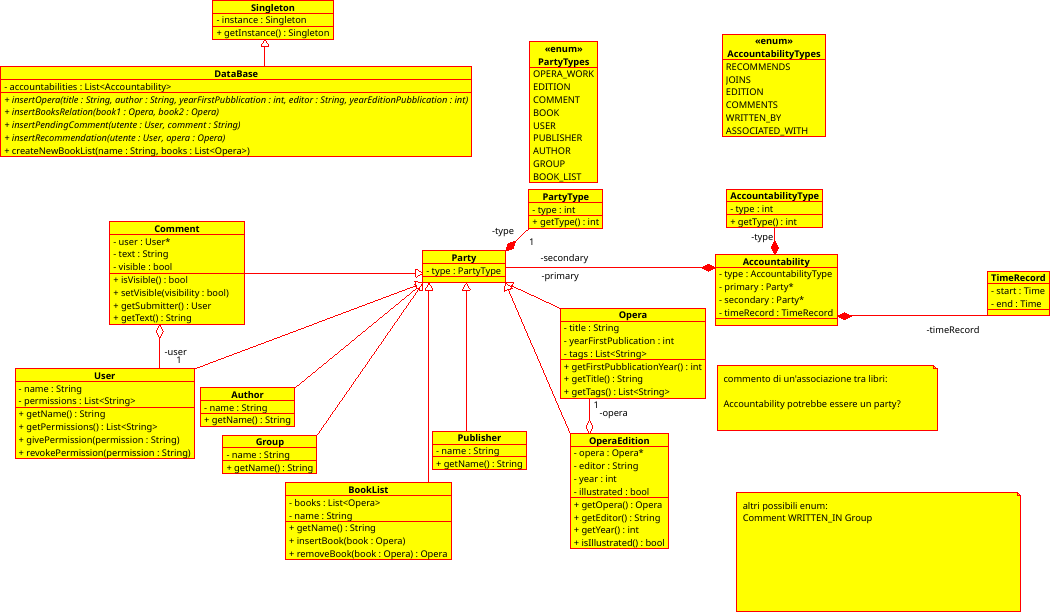 Singleton
- instance : Singleton
+ getInstance() : Singleton
DataBase
- accountabilities : List<Accountability>
+ insertOpera(title : String, author : String, yearFirstPubblication : int, editor : String, yearEditionPubblication : int)
+ insertBooksRelation(book1 : Opera, book2 : Opera)
+ insertPendingComment(utente : User, comment : String)
+ insertRecommendation(utente : User, opera : Opera)
+ createNewBookList(name : String, books : List<Opera>)
«enum»
PartyTypes
OPERA_WORK
EDITION
COMMENT
BOOK
USER
PUBLISHER
AUTHOR
GROUP
BOOK_LIST
«enum»
AccountabilityTypes
RECOMMENDS
JOINS
EDITION
COMMENTS
WRITTEN_BY
ASSOCIATED_WITH
PartyType
- type : int
+ getType() : int
-type
1
AccountabilityType
- type : int
+ getType() : int
-type
Comment
- user : User*
- text : String
- visible : bool
+ isVisible() : bool
+ setVisible(visibility : bool)
+ getSubmitter() : User
+ getText() : String
-user
1
Party
- type : PartyType
-secondary
-primary
Accountability
- type : AccountabilityType
- primary : Party*
- secondary : Party*
- timeRecord : TimeRecord
TimeRecord
- start : Time
- end : Time
-timeRecord
Opera
- title : String
- yearFirstPublication : int
- tags : List<String>
+ getFirstPubblicationYear() : int
+ getTitle() : String
+ getTags() : List<String>
1
-opera
User
- name : String
- permissions : List<String>
+ getName() : String
+ getPermissions() : List<String>
+ givePermission(permission : String)
+ revokePermission(permission : String)
Author
- name : String
+ getName() : String
Group
- name : String
+ getName() : String
Publisher
- name : String
+ getName() : String
OperaEdition
- opera : Opera*
- editor : String
- year : int
- illustrated : bool
+ getOpera() : Opera
+ getEditor() : String
+ getYear() : int
+ isIllustrated() : bool
BookList
- books : List<Opera>
- name : String
+ getName() : String
+ insertBook(book : Opera)
+ removeBook(book : Opera) : Opera
commento di un'associazione tra libri:
Accountability potrebbe essere un party?
altri possibili enum:
Comment WRITTEN_IN Group